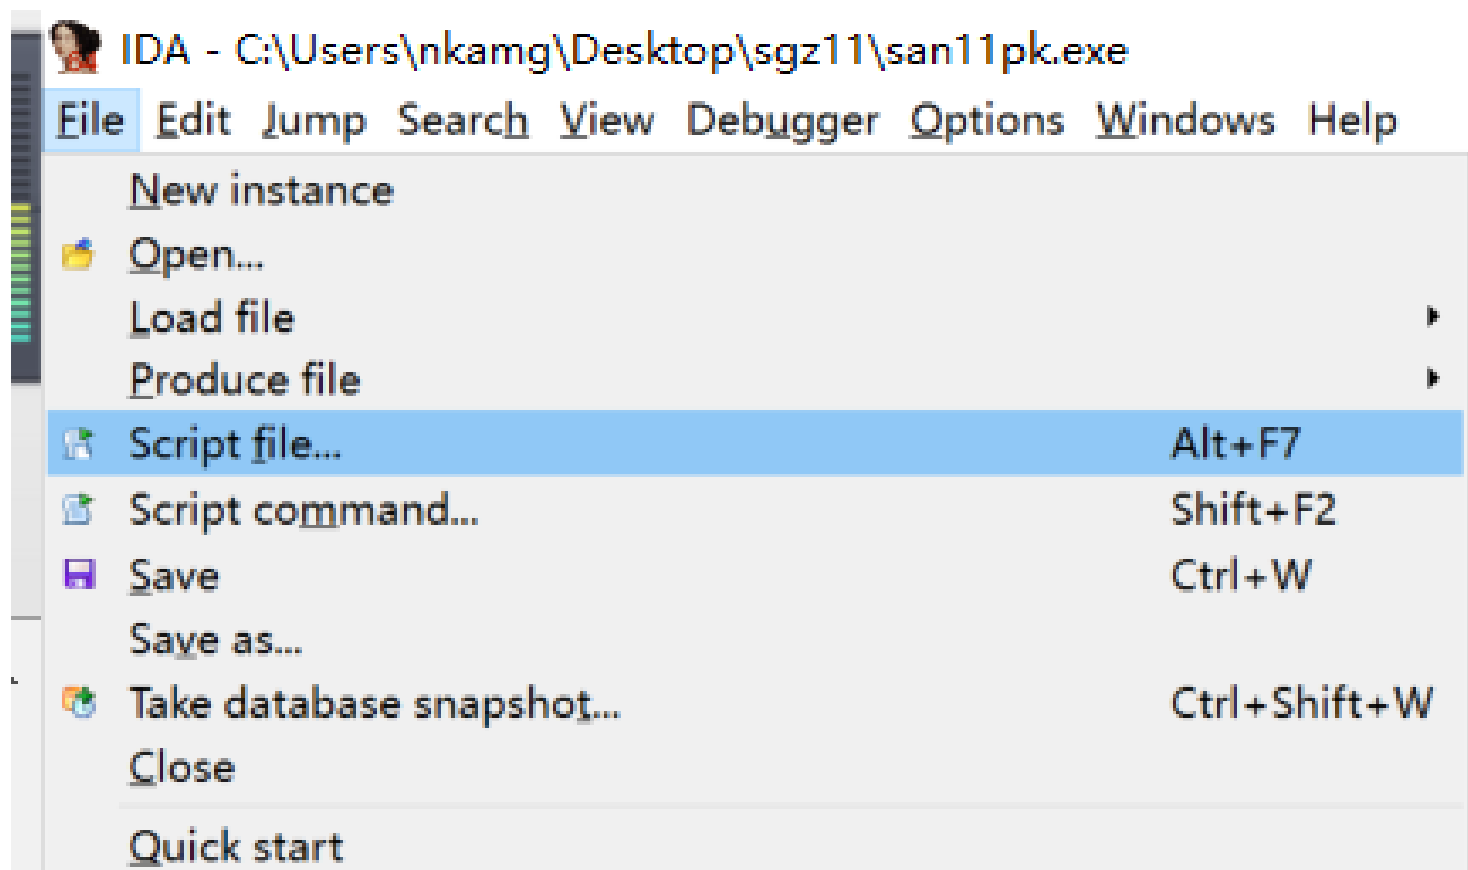 IDA - C:\Users\nkamg\Desktop\sgz11\san11pk.exe
File Edit Jump Search View Debugger Options Windows Help
New instance
Open...
Load file
Produce file
Script file... Alt+F7
Script command... Shift+F2
Save Ctrl+W
Save as...
Take database snapshot... Ctrl+Shift+W
Close
Quick start